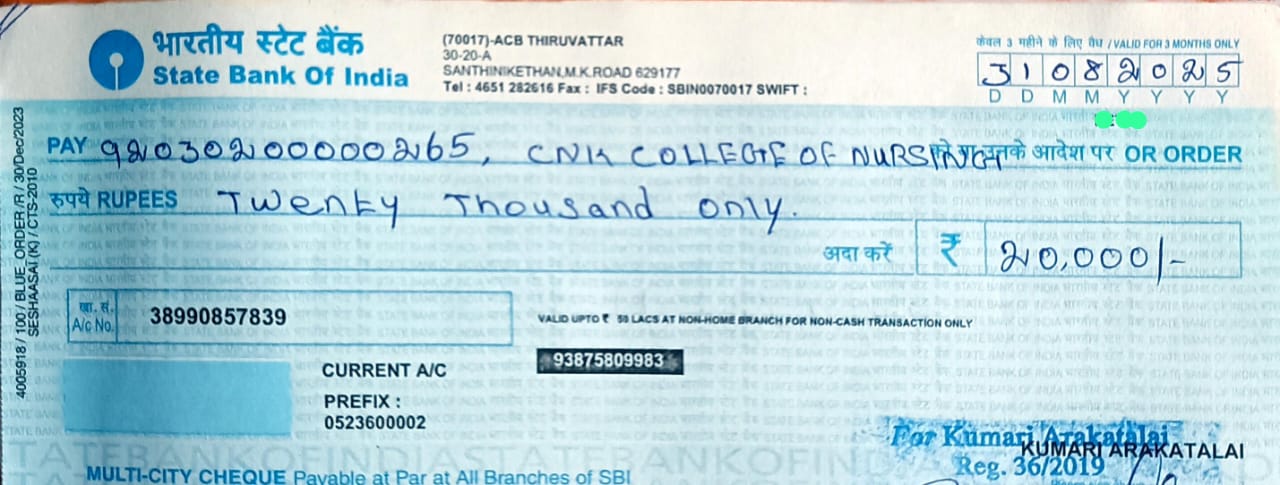 भारतीय स्टेट बैंक
State Bank Of India
(70017)-ACB THIRUVATTAR
30-20-A
SANTHINIKETHAN,M.K.ROAD 629177
Tel : 4651 282616 Fax : IFS Code : SBIN0070017 SWIFT :
केवल 3 महीने के लिए वैध / VALID FOR 3 MONTHS ONLY
31082025
D D M M Y Y Y Y
PAY 92030200000265, CNK COLLEGE OF NURSING उनके आदेश पर OR ORDER
रुपये RUPEES Twenty Thousand only.
अदा करें ₹ 20,000/-
खा. सं.
A/c No. 38990857839
VALID UPTO ₹ 50 LACS AT NON-HOME BRANCH FOR NON-CASH TRANSACTION ONLY
93875809983
CURRENT A/C
PREFIX :
0523600002
For Kumari Arakatalai
KUMARI ARAKATALAI
Reg. 36/2019
MULTI-CITY CHEQUE Payable at Par at All Branches of SBI
4005918 / 100 / BLUE_ORDER /R / 30/Dec/2023
SESHAASAI (K) / CTS-2010